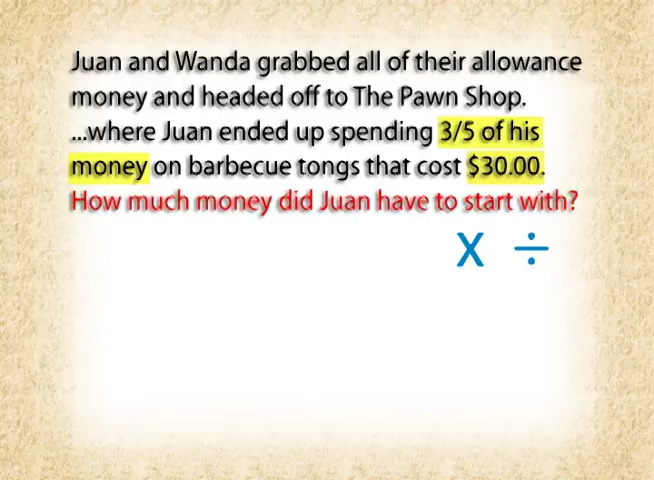 Juan and Wanda grabbed all of their allowance
money and headed off to The Pawn Shop.
...where Juan ended up spending 3/5 of his
money on barbecue tongs that cost $30.00.
How much money did Juan have to start with?
X ÷